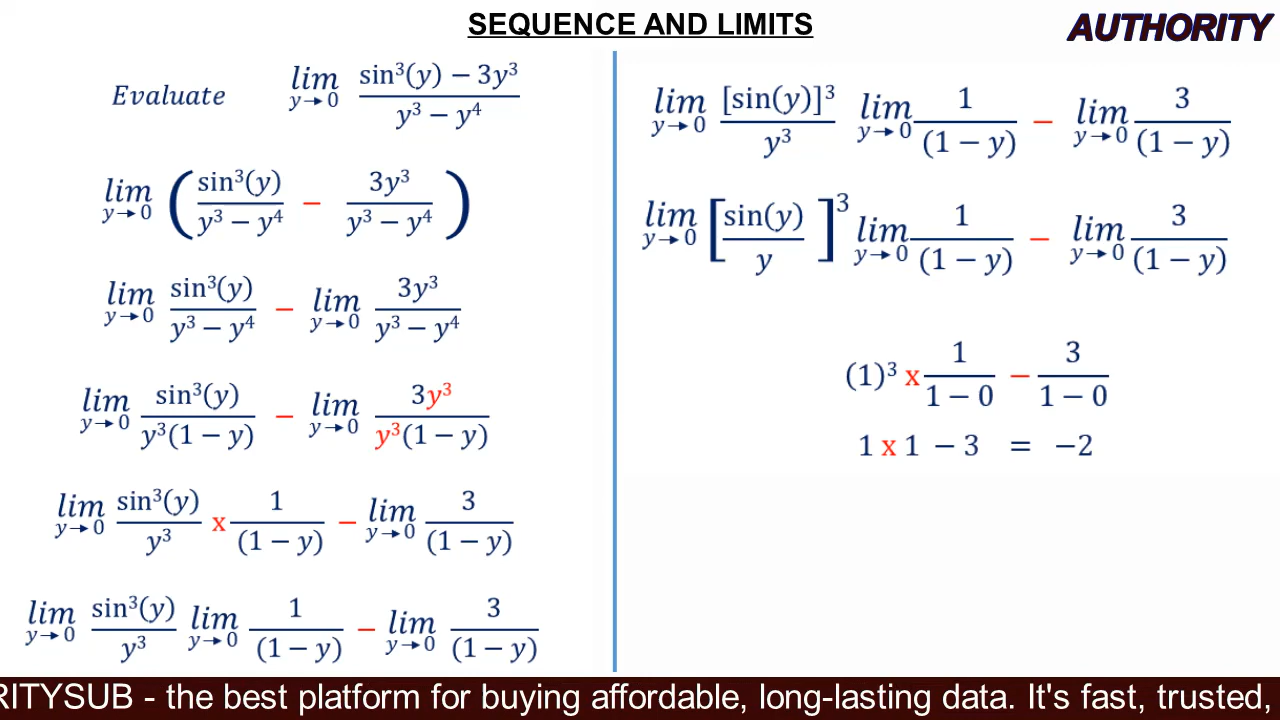 SEQUENCE AND LIMITS
AUTHORITY
Evaluate lim y→0 (sin³(y) − 3y³)/(y³ − y⁴)
lim y→0 ( sin³(y)/(y³ − y⁴) − 3y³/(y³ − y⁴) )
lim y→0 sin³(y)/(y³ − y⁴) − lim y→0 3y³/(y³ − y⁴)
lim y→0 sin³(y)/y³(1 − y) − lim y→0 3y³/y³(1 − y)
lim y→0 sin³(y)/y³ x 1/(1 − y) − lim y→0 3/(1 − y)
lim y→0 sin³(y)/y³ lim y→0 1/(1 − y) − lim y→0 3/(1 − y)
lim y→0 [sin(y)]³/y³ lim y→0 1/(1 − y) − lim y→0 3/(1 − y)
lim y→0 [sin(y)/y]³ lim y→0 1/(1 − y) − lim y→0 3/(1 − y)
(1)³ x 1/(1 − 0) − 3/(1 − 0)
1 x 1 − 3 = −2
RITYSUB - the best platform for buying affordable, long-lasting data. It's fast, trusted,